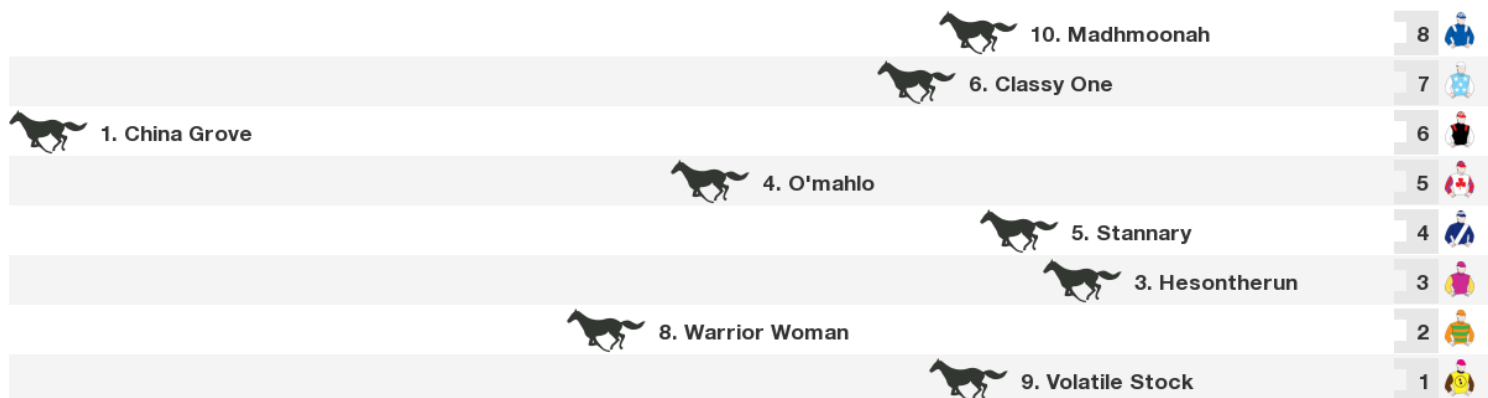 10. Madhmoonah 8
6. Classy One 7
1. China Grove 6
4. O'mahlo 5
5. Stannary 4
3. Hesontherun 3
8. Warrior Woman 2
9. Volatile Stock 1